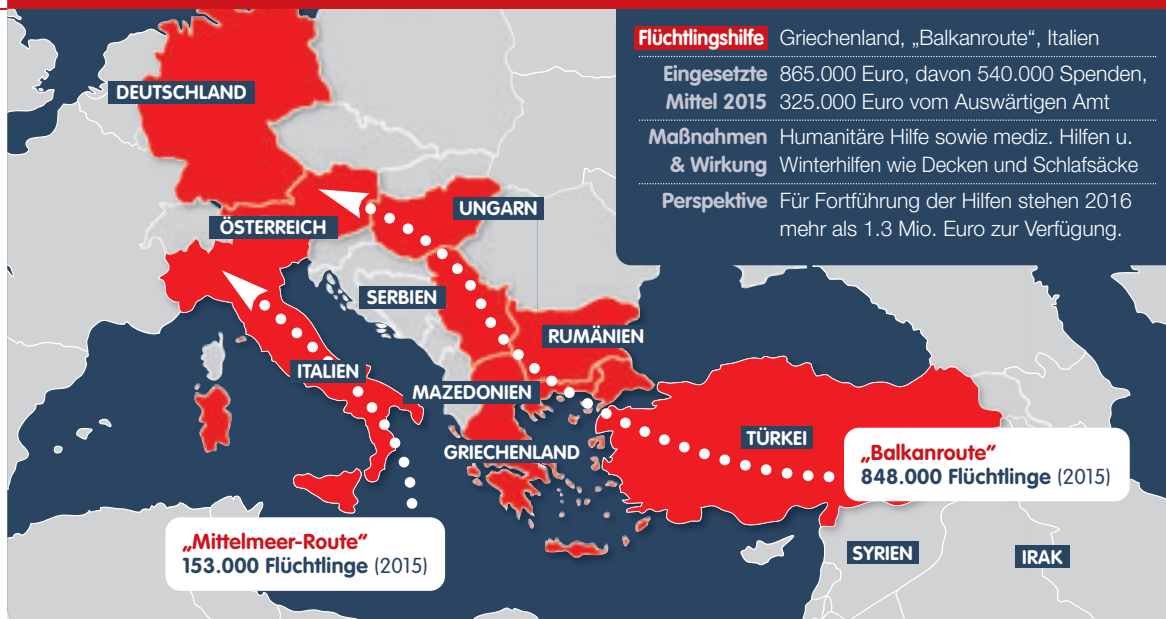 Flüchtlingshilfe Griechenland, „Balkanroute“, Italien
Eingesetzte 865.000 Euro, davon 540.000 Spenden,
Mittel 2015 325.000 Euro vom Auswärtigen Amt
Maßnahmen Humanitäre Hilfe sowie mediz. Hilfen u.
& Wirkung Winterhilfen wie Decken und Schlafsäcke
Perspektive Für Fortführung der Hilfen stehen 2016
mehr als 1.3 Mio. Euro zur Verfügung.
DEUTSCHLAND
UNGARN
ÖSTERREICH
SERBIEN
RUMÄNIEN
ITALIEN
MAZEDONIEN
TÜRKEI
GRIECHENLAND
„Balkanroute“
848.000 Flüchtlinge (2015)
„Mittelmeer-Route“
153.000 Flüchtlinge (2015)
SYRIEN
IRAK